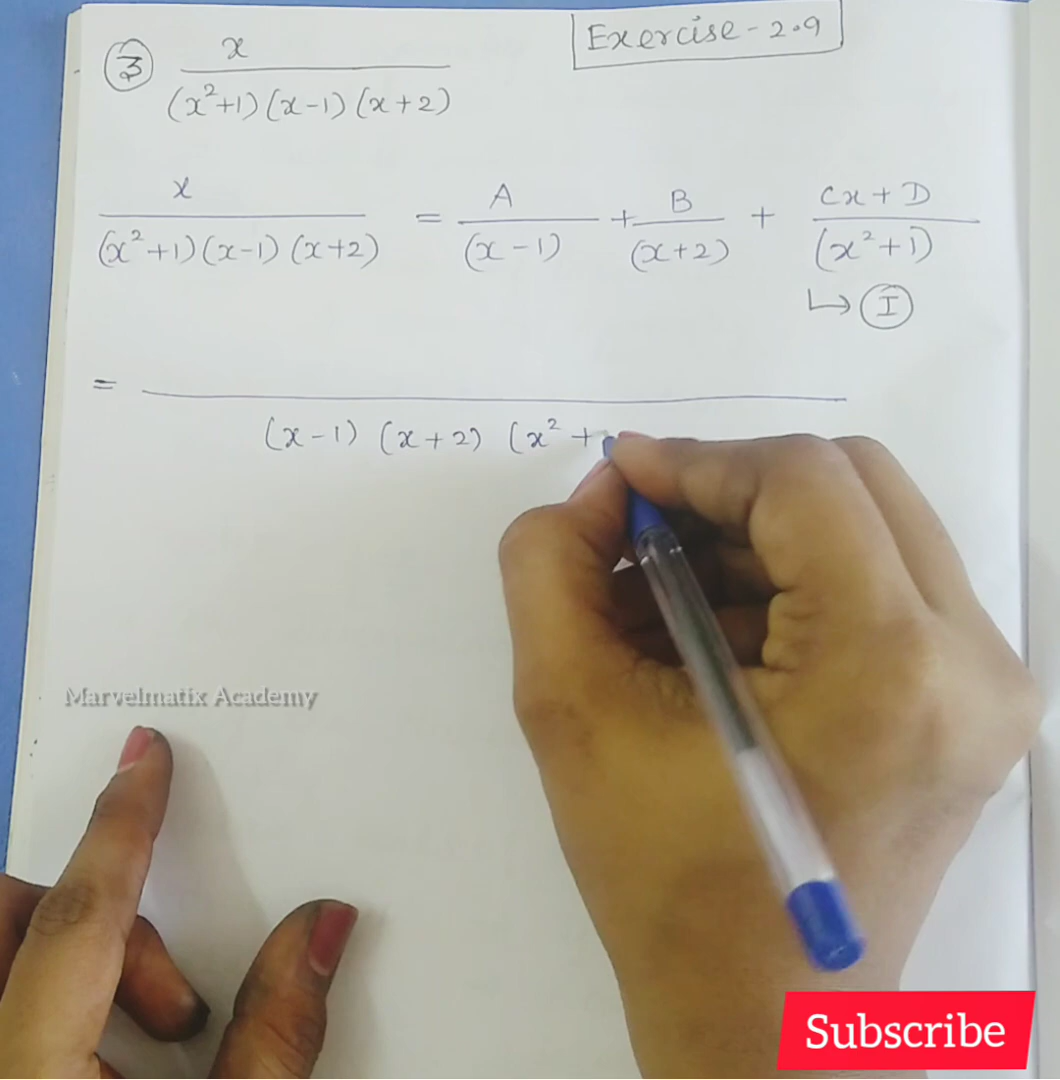 Exercise - 2.9
③ x
(x²+1) (x-1) (x+2)
x / (x²+1) (x-1) (x+2) = A / (x-1) + B / (x+2) + Cx+D / (x²+1)
↳ Ⓘ
=
(x-1) (x+2) (x² +
Marvelmatix Academy
Subscribe